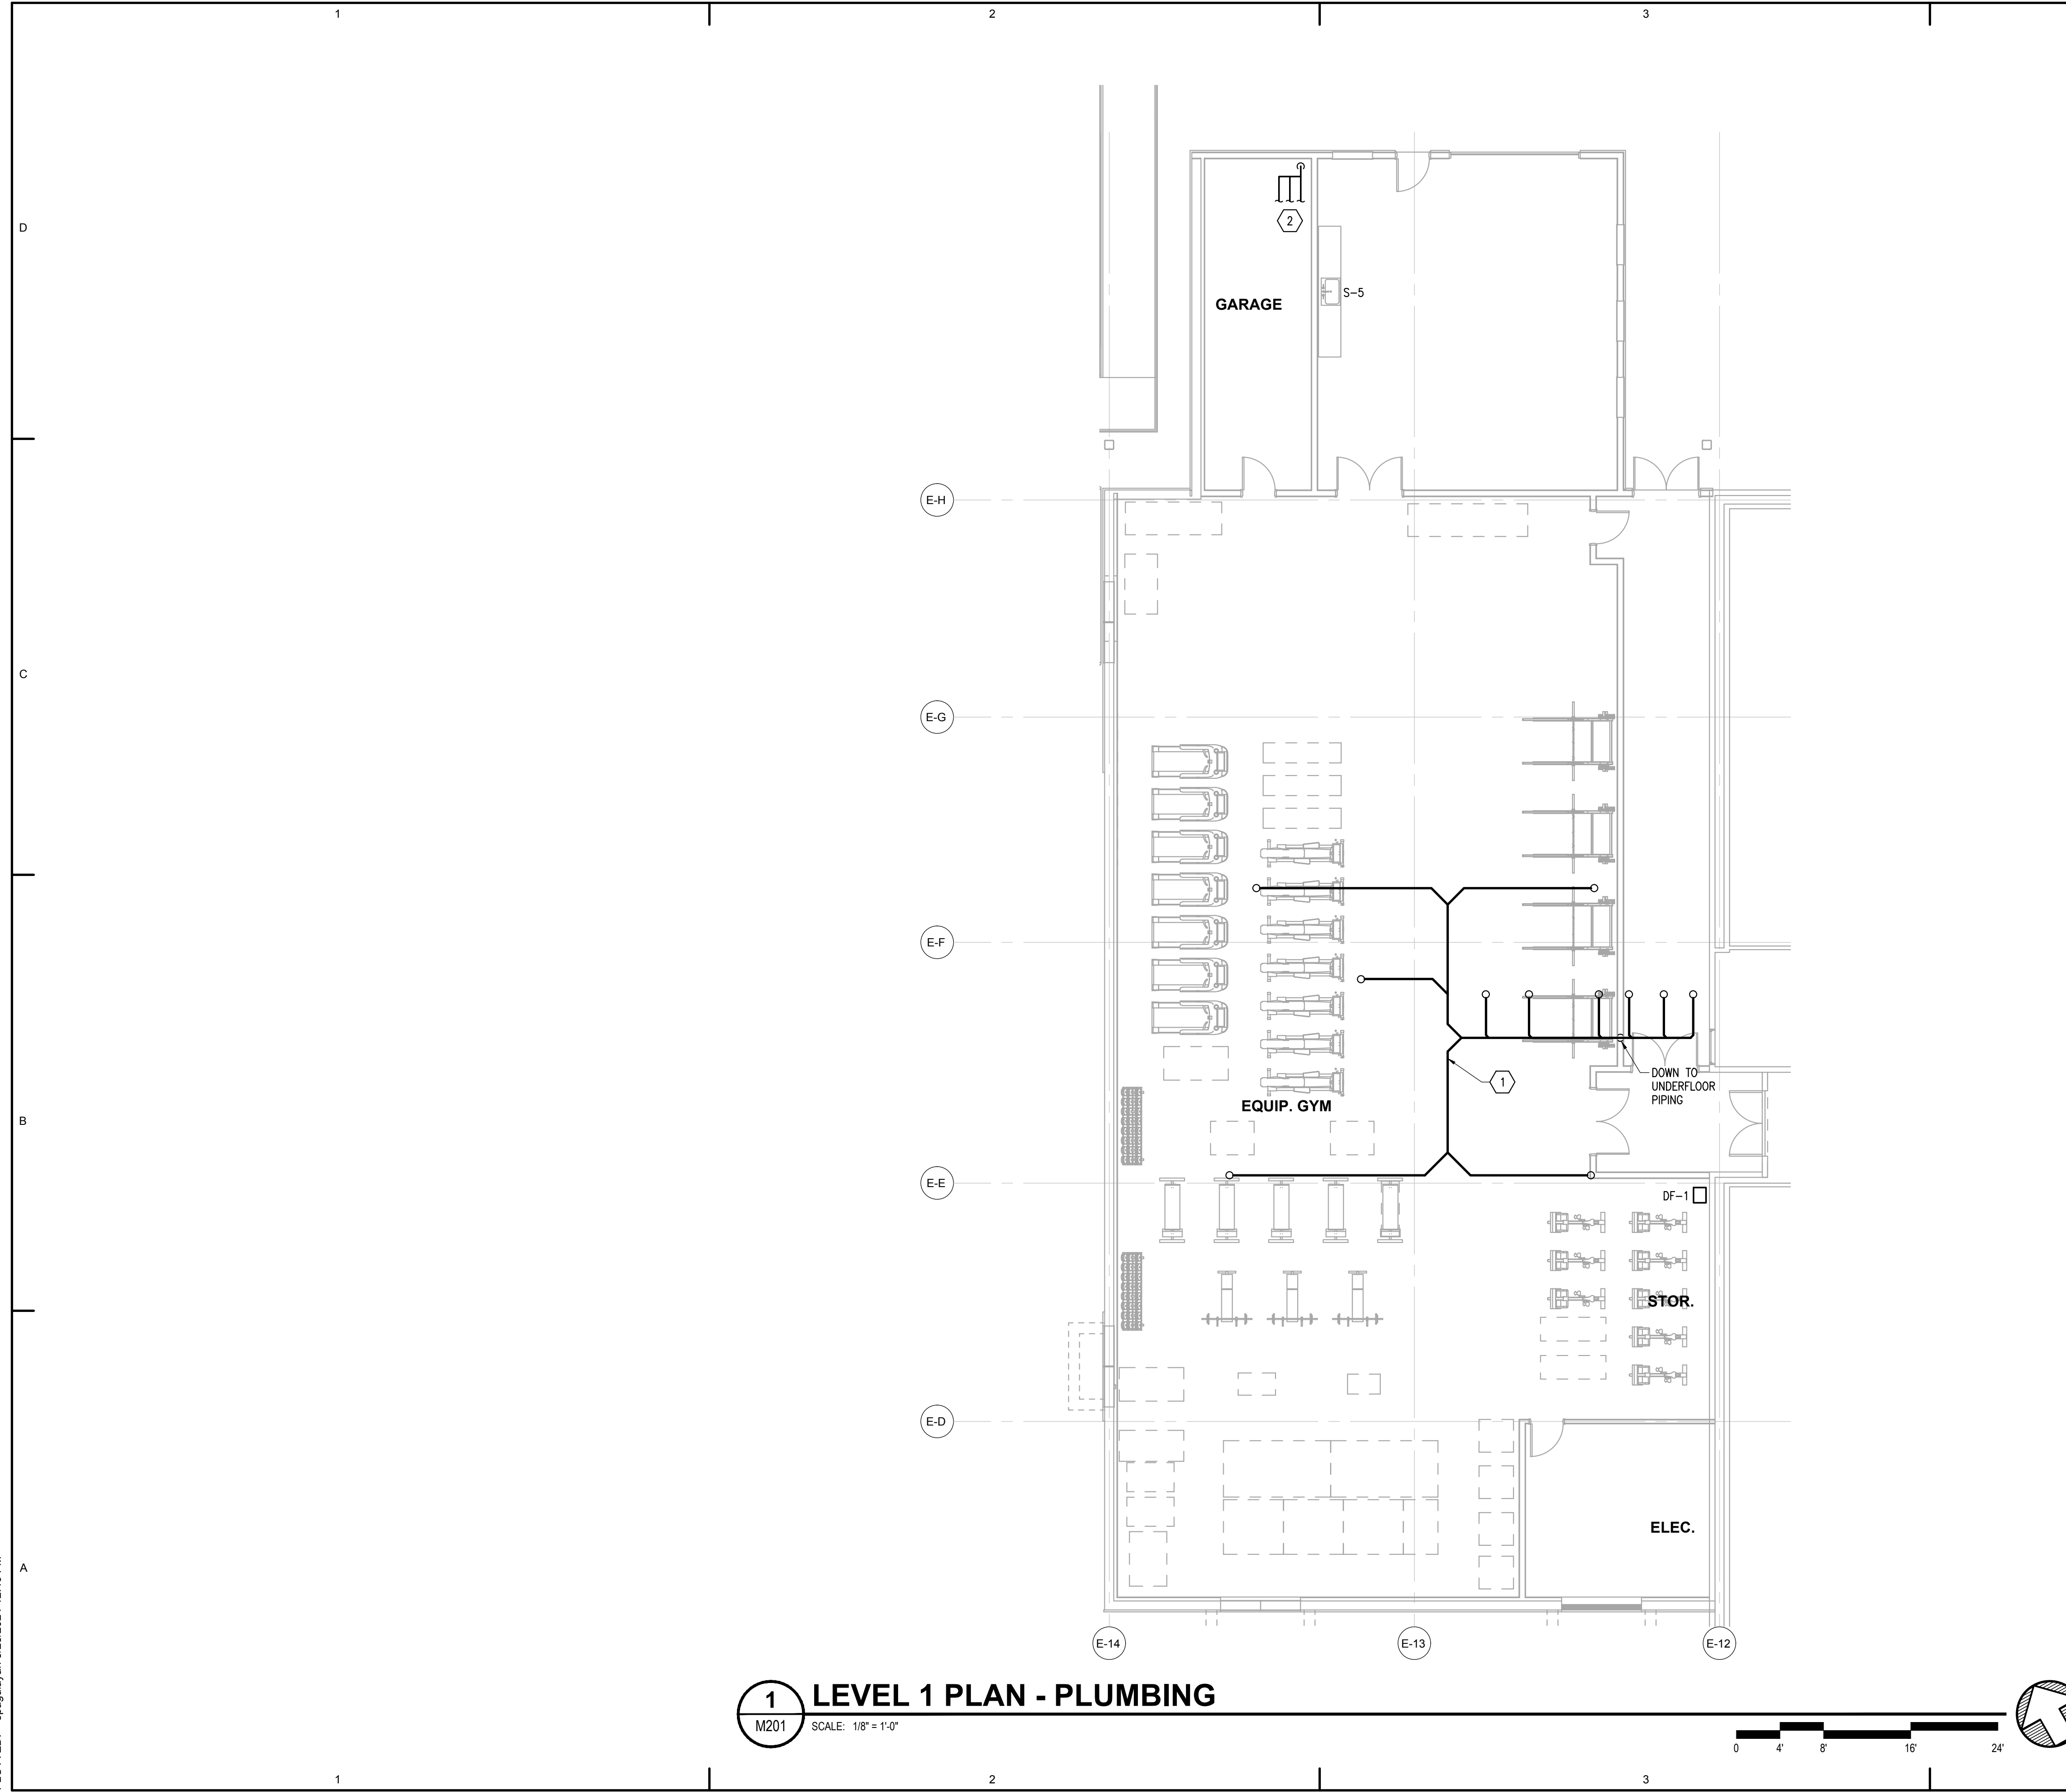 1
2
3
D
2
S-5
GARAGE
E-H
C
E-G
E-F
DOWN TO
UNDERFLOOR
PIPING
1
B
EQUIP. GYM
E-E
DF-1
STOR.
E-D
ELEC.
A
E-14
E-13
E-12
1
M201
LEVEL 1 PLAN - PLUMBING
SCALE: 1/8" = 1'-0"
0
4'
8'
16'
24'
1
2
3